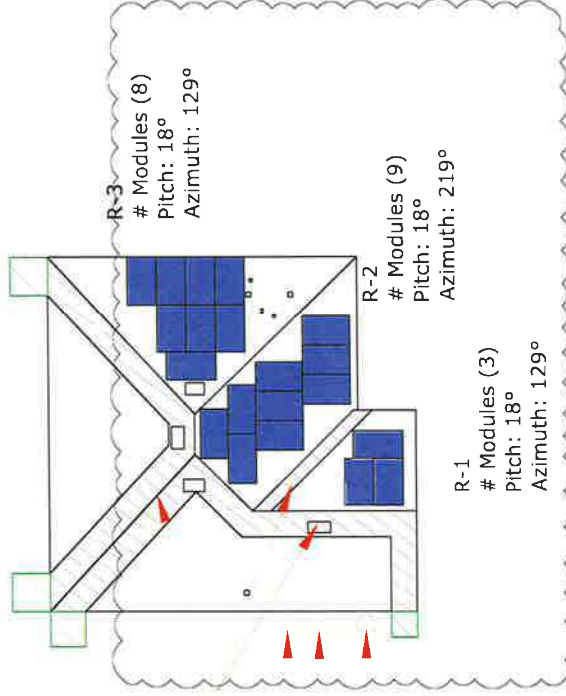 R-3
# Modules (8)
Pitch: 18°
Azimuth: 129°
R-2
# Modules (9)
Pitch: 18°
Azimuth: 219°
R-1
# Modules (3)
Pitch: 18°
Azimuth: 129°